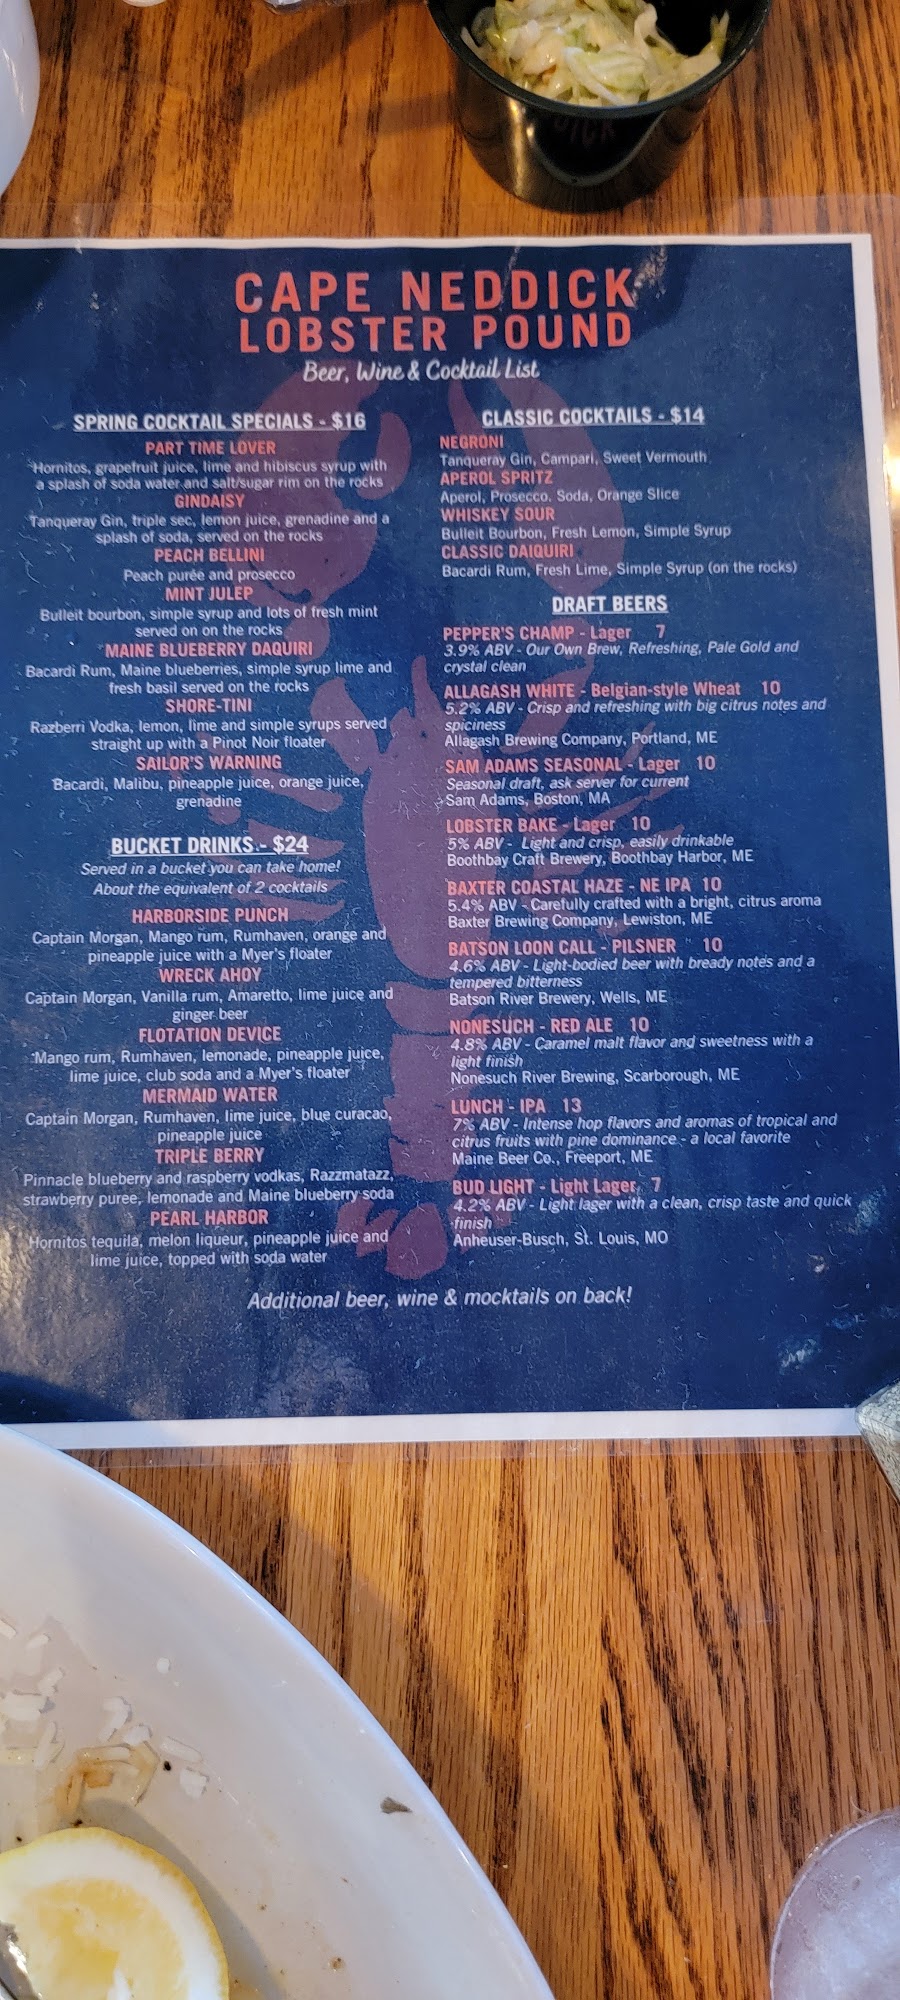 CAPE NEDDICK
LOBSTER POUND
Beer, Wine & Cocktail List
SPRING COCKTAIL SPECIALS - $16
PART TIME LOVER
Hornitos, grapefruit juice, lime and hibiscus syrup with
a splash of soda water and salt/sugar rim on the rocks
GINDAISY
Tanqueray Gin, triple sec, lemon juice, grenadine and a
splash of soda, served on the rocks
PEACH BELLINI
Peach purée and prosecco
MINT JULEP
Bulleit bourbon, simple syrup and lots of fresh mint
served on on the rocks
MAINE BLUEBERRY DAQUIRI
Bacardi Rum, Maine blueberries, simple syrup lime and
fresh basil served on the rocks
SHORE-TINI
Razberri Vodka, lemon, lime and simple syrups served
straight up with a Pinot Noir floater
SAILOR'S WARNING
Bacardi, Malibu, pineapple juice, orange juice,
grenadine
BUCKET DRINKS - $24
Served in a bucket you can take home!
About the equivalent of 2 cocktails
HARBORSIDE PUNCH
Captain Morgan, Mango rum, Rumhaven, orange and
pineapple juice with a Myer's floater
WRECK AHOY
Captain Morgan, Vanilla rum, Amaretto, lime juice and
ginger beer
FLOTATION DEVICE
Mango rum, Rumhaven, lemonade, pineapple juice,
lime juice, club soda and a Myer's floater
MERMAID WATER
Captain Morgan, Rumhaven, lime juice, blue curacao,
pineapple juice
TRIPLE BERRY
Pinnacle blueberry and raspberry vodkas, Razzmatazz,
strawberry puree, lemonade and Maine blueberry soda
PEARL HARBOR
Hornitos tequila, melon liqueur, pineapple juice and
lime juice, topped with soda water
CLASSIC COCKTAILS - $14
NEGRONI
Tanqueray Gin, Campari, Sweet Vermouth
APEROL SPRITZ
Aperol, Prosecco, Soda, Orange Slice
WHISKEY SOUR
Bulleit Bourbon, Fresh Lemon, Simple Syrup
CLASSIC DAIQUIRI
Bacardi Rum, Fresh Lime, Simple Syrup (on the rocks)
DRAFT BEERS
PEPPER'S CHAMP - Lager 7
3.9% ABV - Our Own Brew, Refreshing, Pale Gold and
crystal clean
ALLAGASH WHITE - Belgian-style Wheat 10
5.2% ABV - Crisp and refreshing with big citrus notes and
spiciness
Allagash Brewing Company, Portland, ME
SAM ADAMS SEASONAL - Lager 10
Seasonal draft, ask server for current
Sam Adams, Boston, MA
LOBSTER BAKE - Lager 10
5% ABV - Light and crisp, easily drinkable
Boothbay Craft Brewery, Boothbay Harbor, ME
BAXTER COASTAL HAZE - NE IPA 10
5.4% ABV - Carefully crafted with a bright, citrus aroma
Baxter Brewing Company, Lewiston, ME
BATSON LOON CALL - PILSNER 10
4.6% ABV - Light-bodied beer with bready notes and a
tempered bitterness
Batson River Brewery, Wells, ME
NONESUCH - RED ALE 10
4.8% ABV - Caramel malt flavor and sweetness with a
light finish
Nonesuch River Brewing, Scarborough, ME
LUNCH - IPA 13
7% ABV - Intense hop flavors and aromas of tropical and
citrus fruits with pine dominance - a local favorite
Maine Beer Co., Freeport, ME
BUD LIGHT - Light Lager 7
4.2% ABV - Light lager with a clean, crisp taste and quick
finish
Anheuser-Busch, St. Louis, MO
Additional beer, wine & mocktails on back!